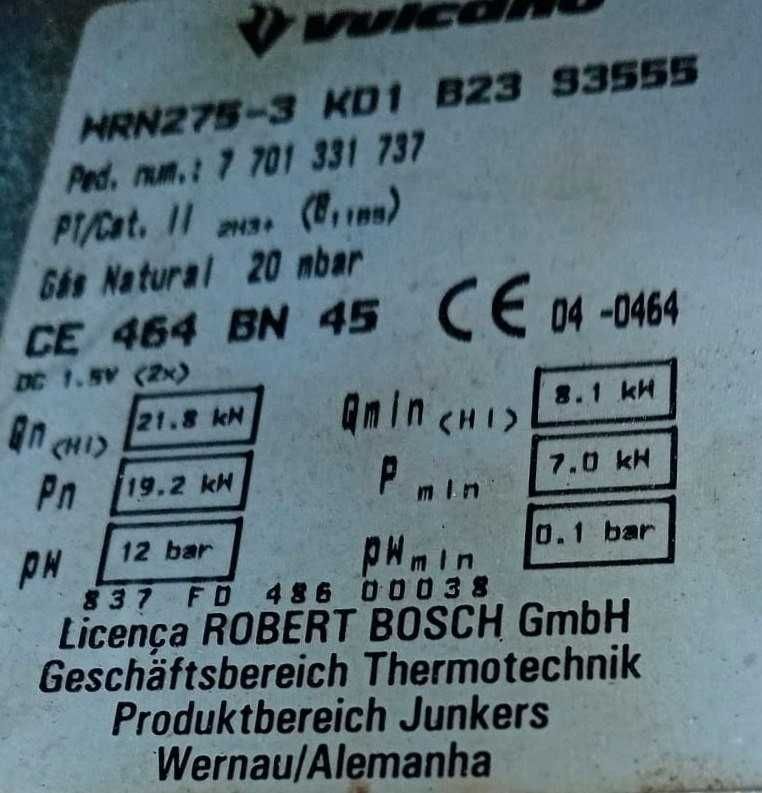 Vulcano
WRN275-3 KD1 B23 S3555
Ped. num.: 7 701 331 737
PT/Cat. II 2H3+ (B11BS)
Gás Natural 20 mbar
CE 464 BN 45 CE 04 -0464
DC 1.5V (2x)
Qn (Hi) 21.8 kW Qmin (Hi) 8.1 kW
Pn 19.2 kW P min 7.0 kW
pW 12 bar pW min 0.1 bar
837 FD 486 00038
Licença ROBERT BOSCH GmbH
Geschäftsbereich Thermotechnik
Produktbereich Junkers
Wernau/Alemanha